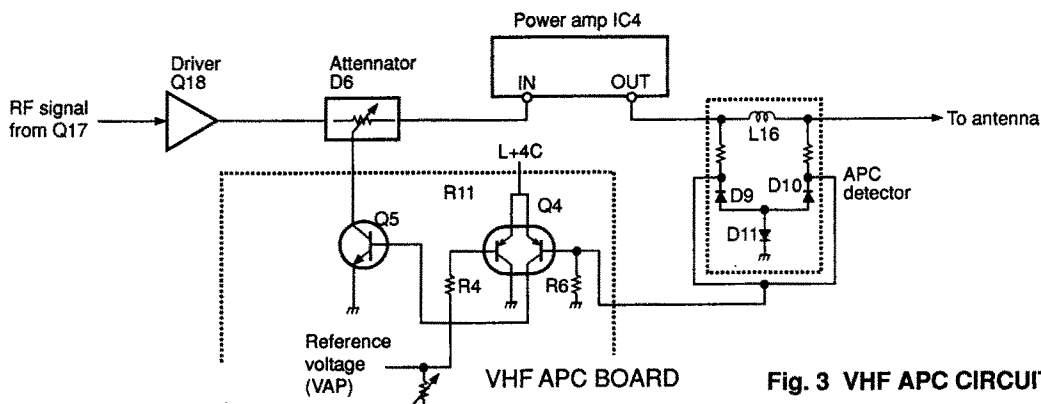 Power amp IC4
Driver
Q18
Attennator
D6
IN
OUT
RF signal
from Q17
To antenna
L16
L+4C
APC
detector
R11
Q4
D9
D10
Q5
D11
R4
R6
Reference
voltage
(VAP)
VHF APC BOARD
Fig. 3 VHF APC CIRCUI